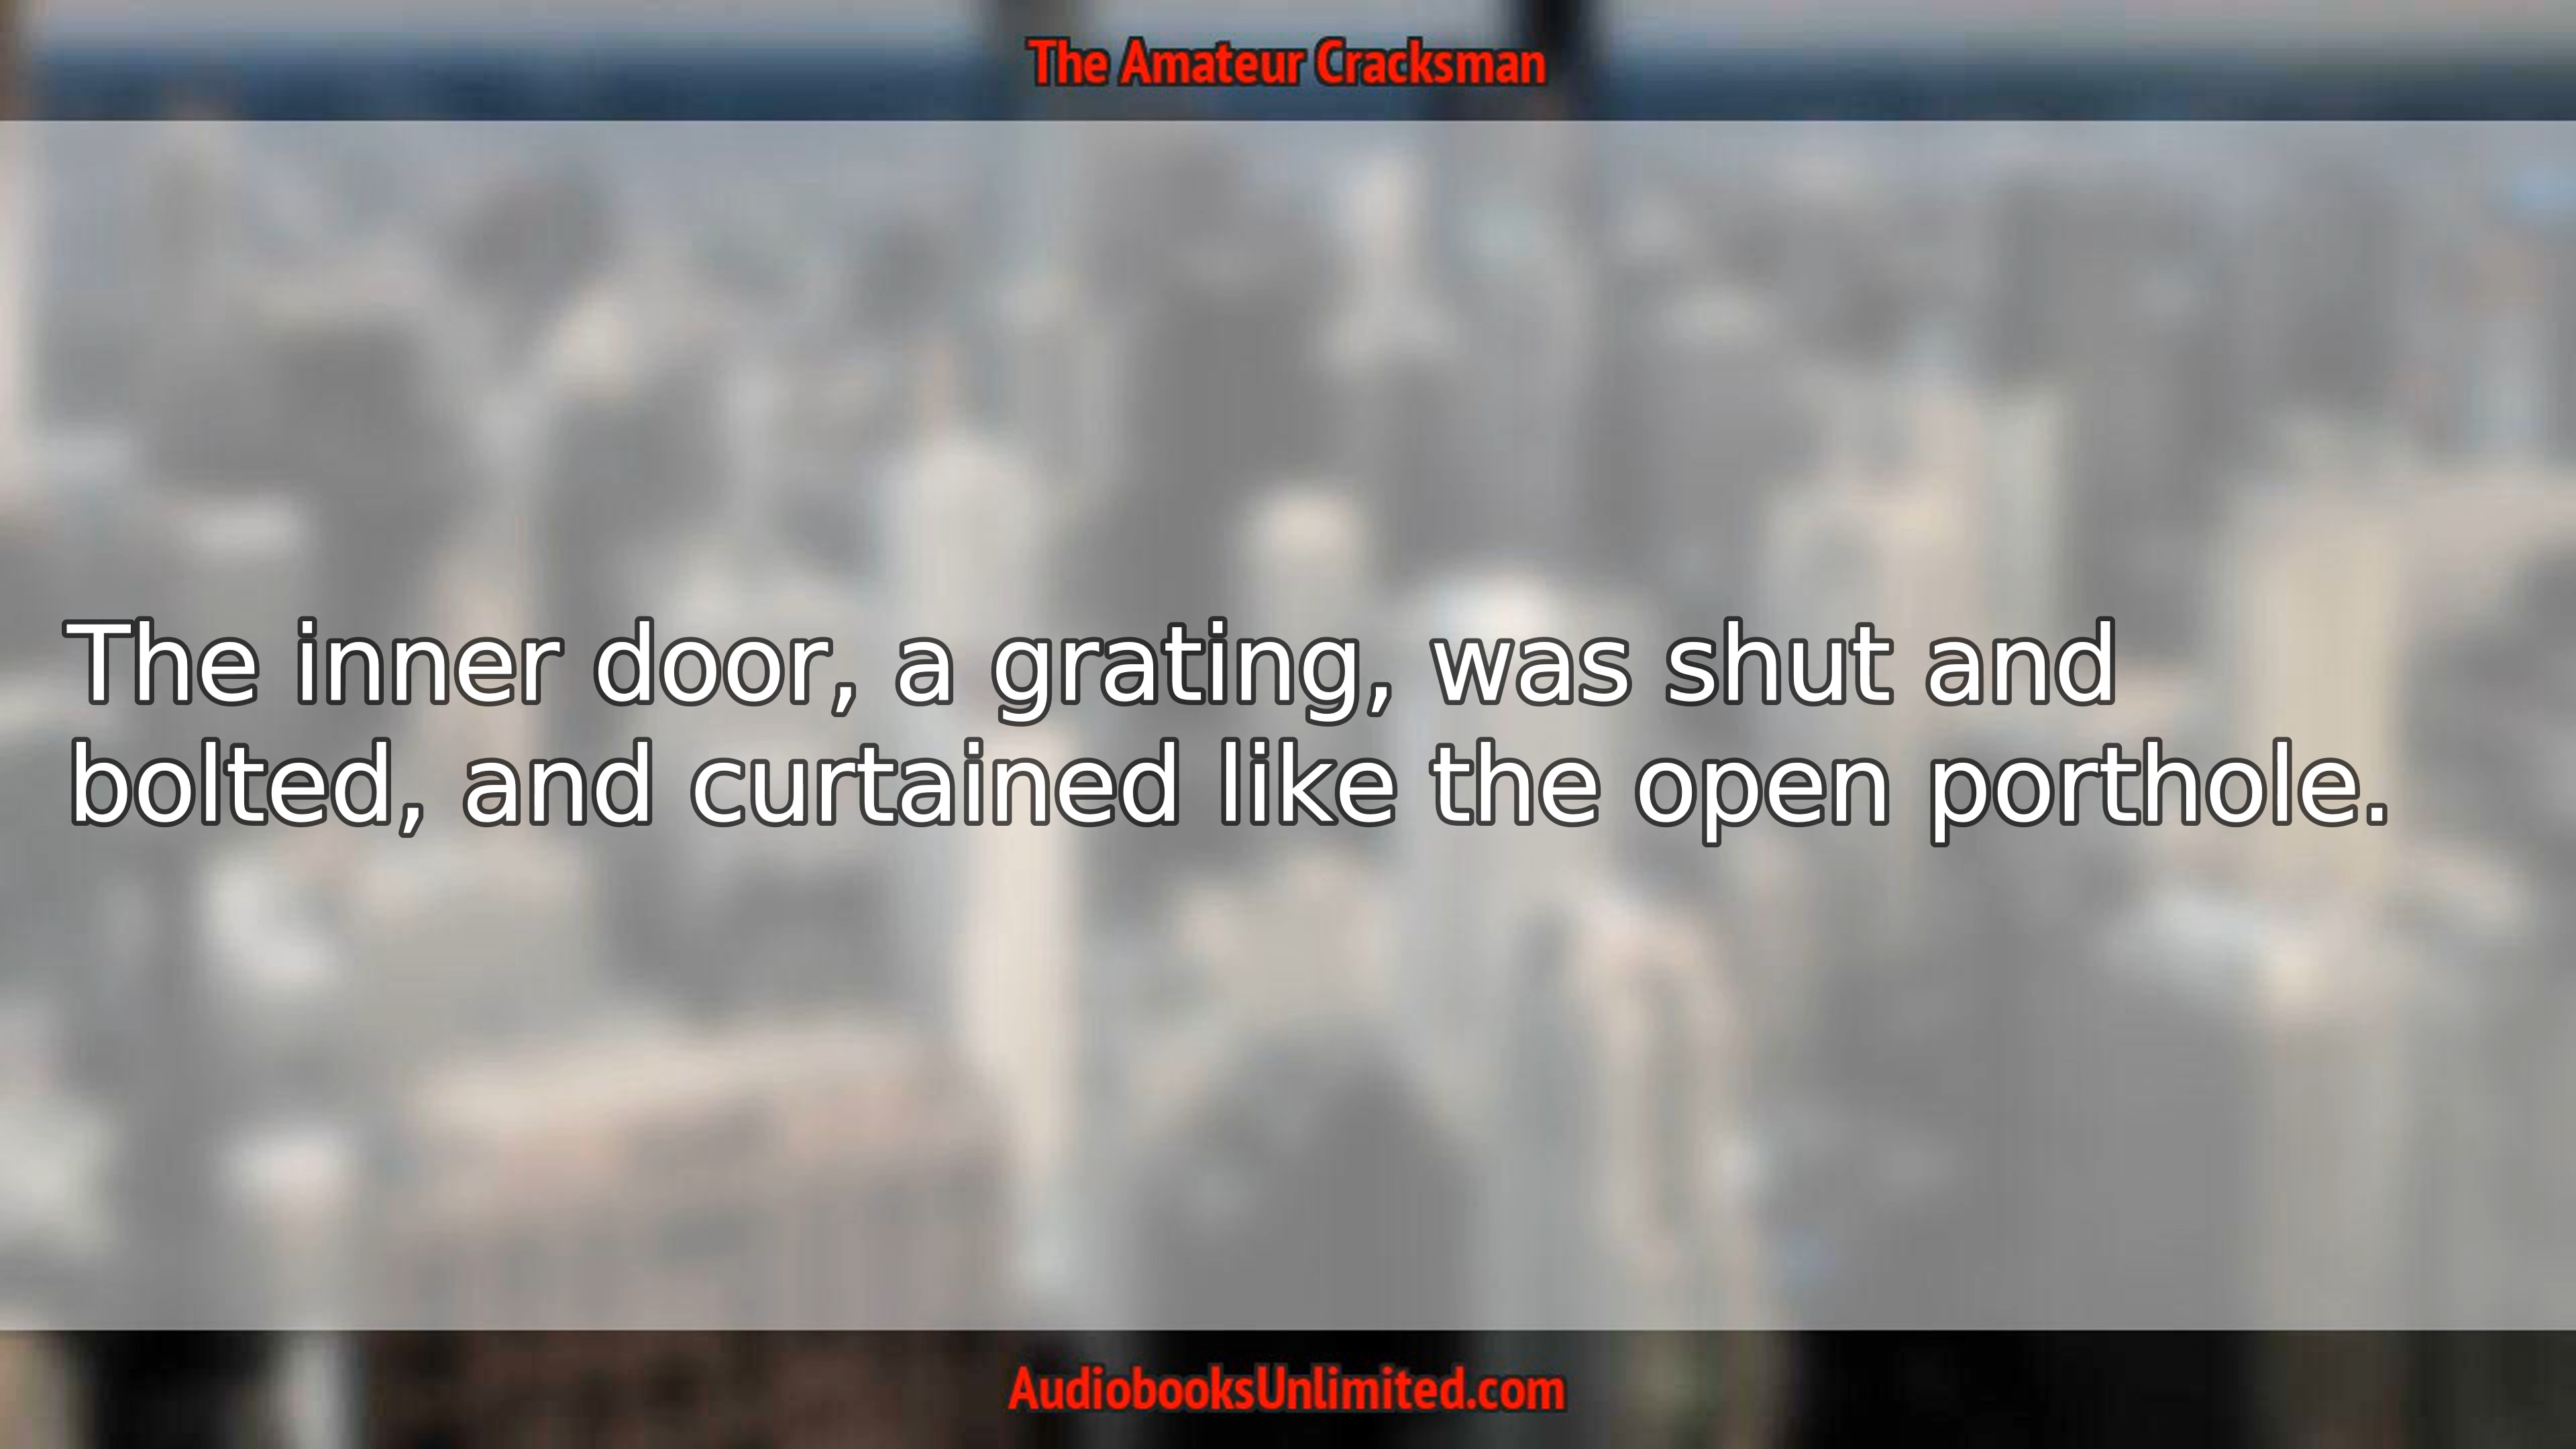 The Amateur Cracksman
The inner door, a grating, was shut and
bolted, and curtained like the open porthole.
AudiobooksUnlimited.com